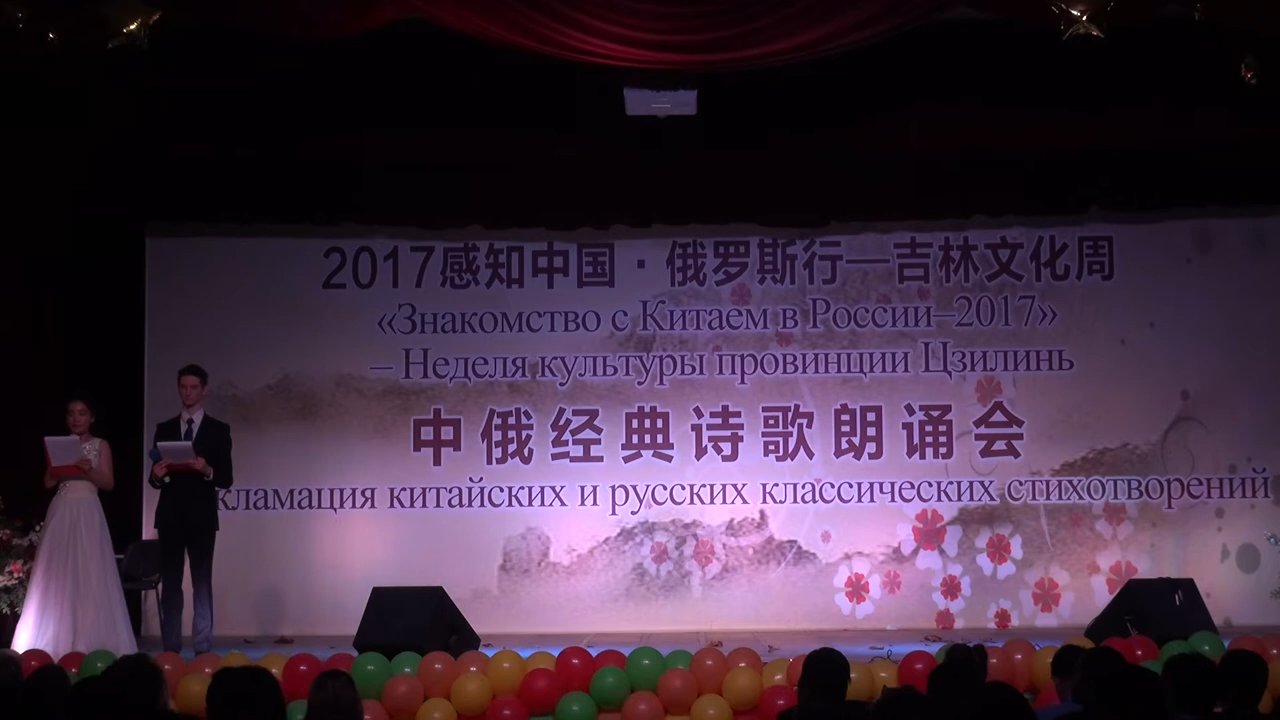 2017感知中国·俄罗斯行—吉林文化周
«Знакомство с Китаем в России–2017»
– Неделя культуры провинции Цзилинь
中俄经典诗歌朗诵会
кламация китайских и русских классических стихотворений